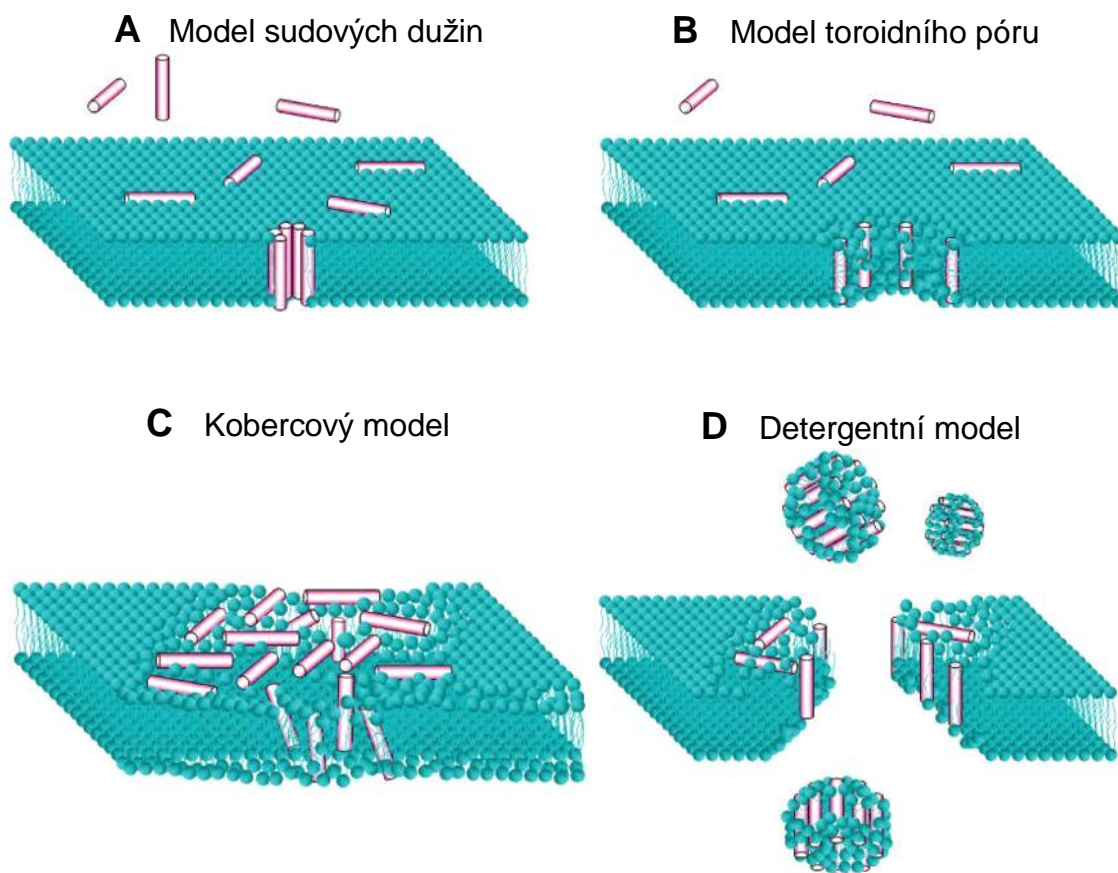 A Model sudových dužin
B Model toroidního póru
C Kobercový model
D Detergentní model